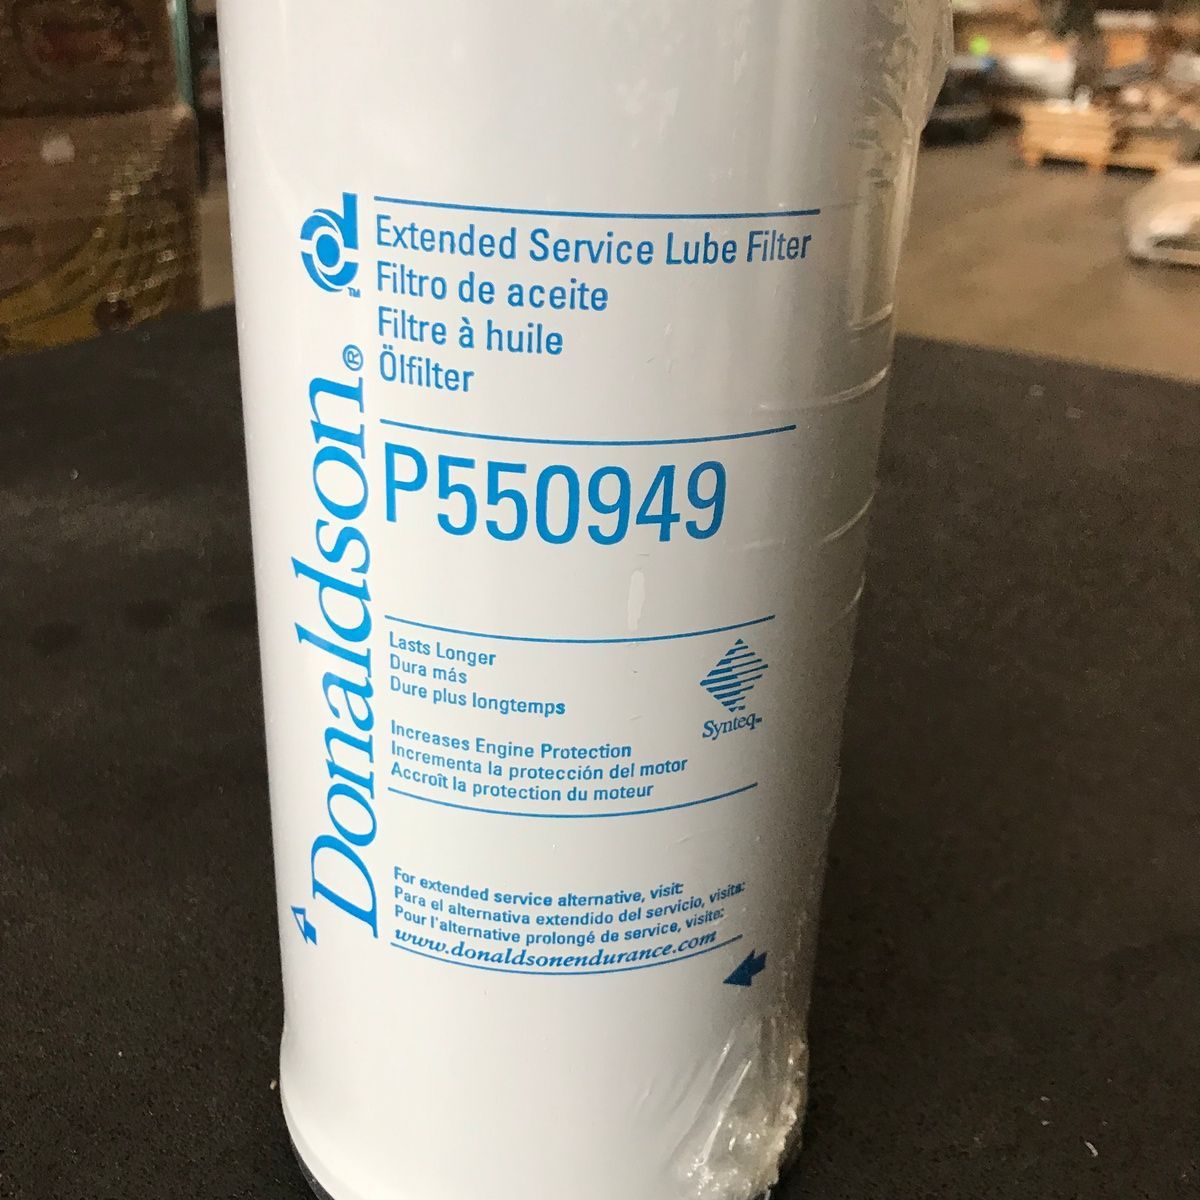 Donaldson®
Extended Service Lube Filter
Filtro de aceite
Filtre à huile
Ölfilter
P550949
Lasts Longer
Dura más
Dure plus longtemps
Increases Engine Protection
Incrementa la protección del motor
Accroît la protection du moteur
Synteq™
For extended service alternative, visit:
Para el alternativa extendido del servicio, visita:
Pour l'alternative prolongé de service, visite:
www.donaldsonendurance.com
TM